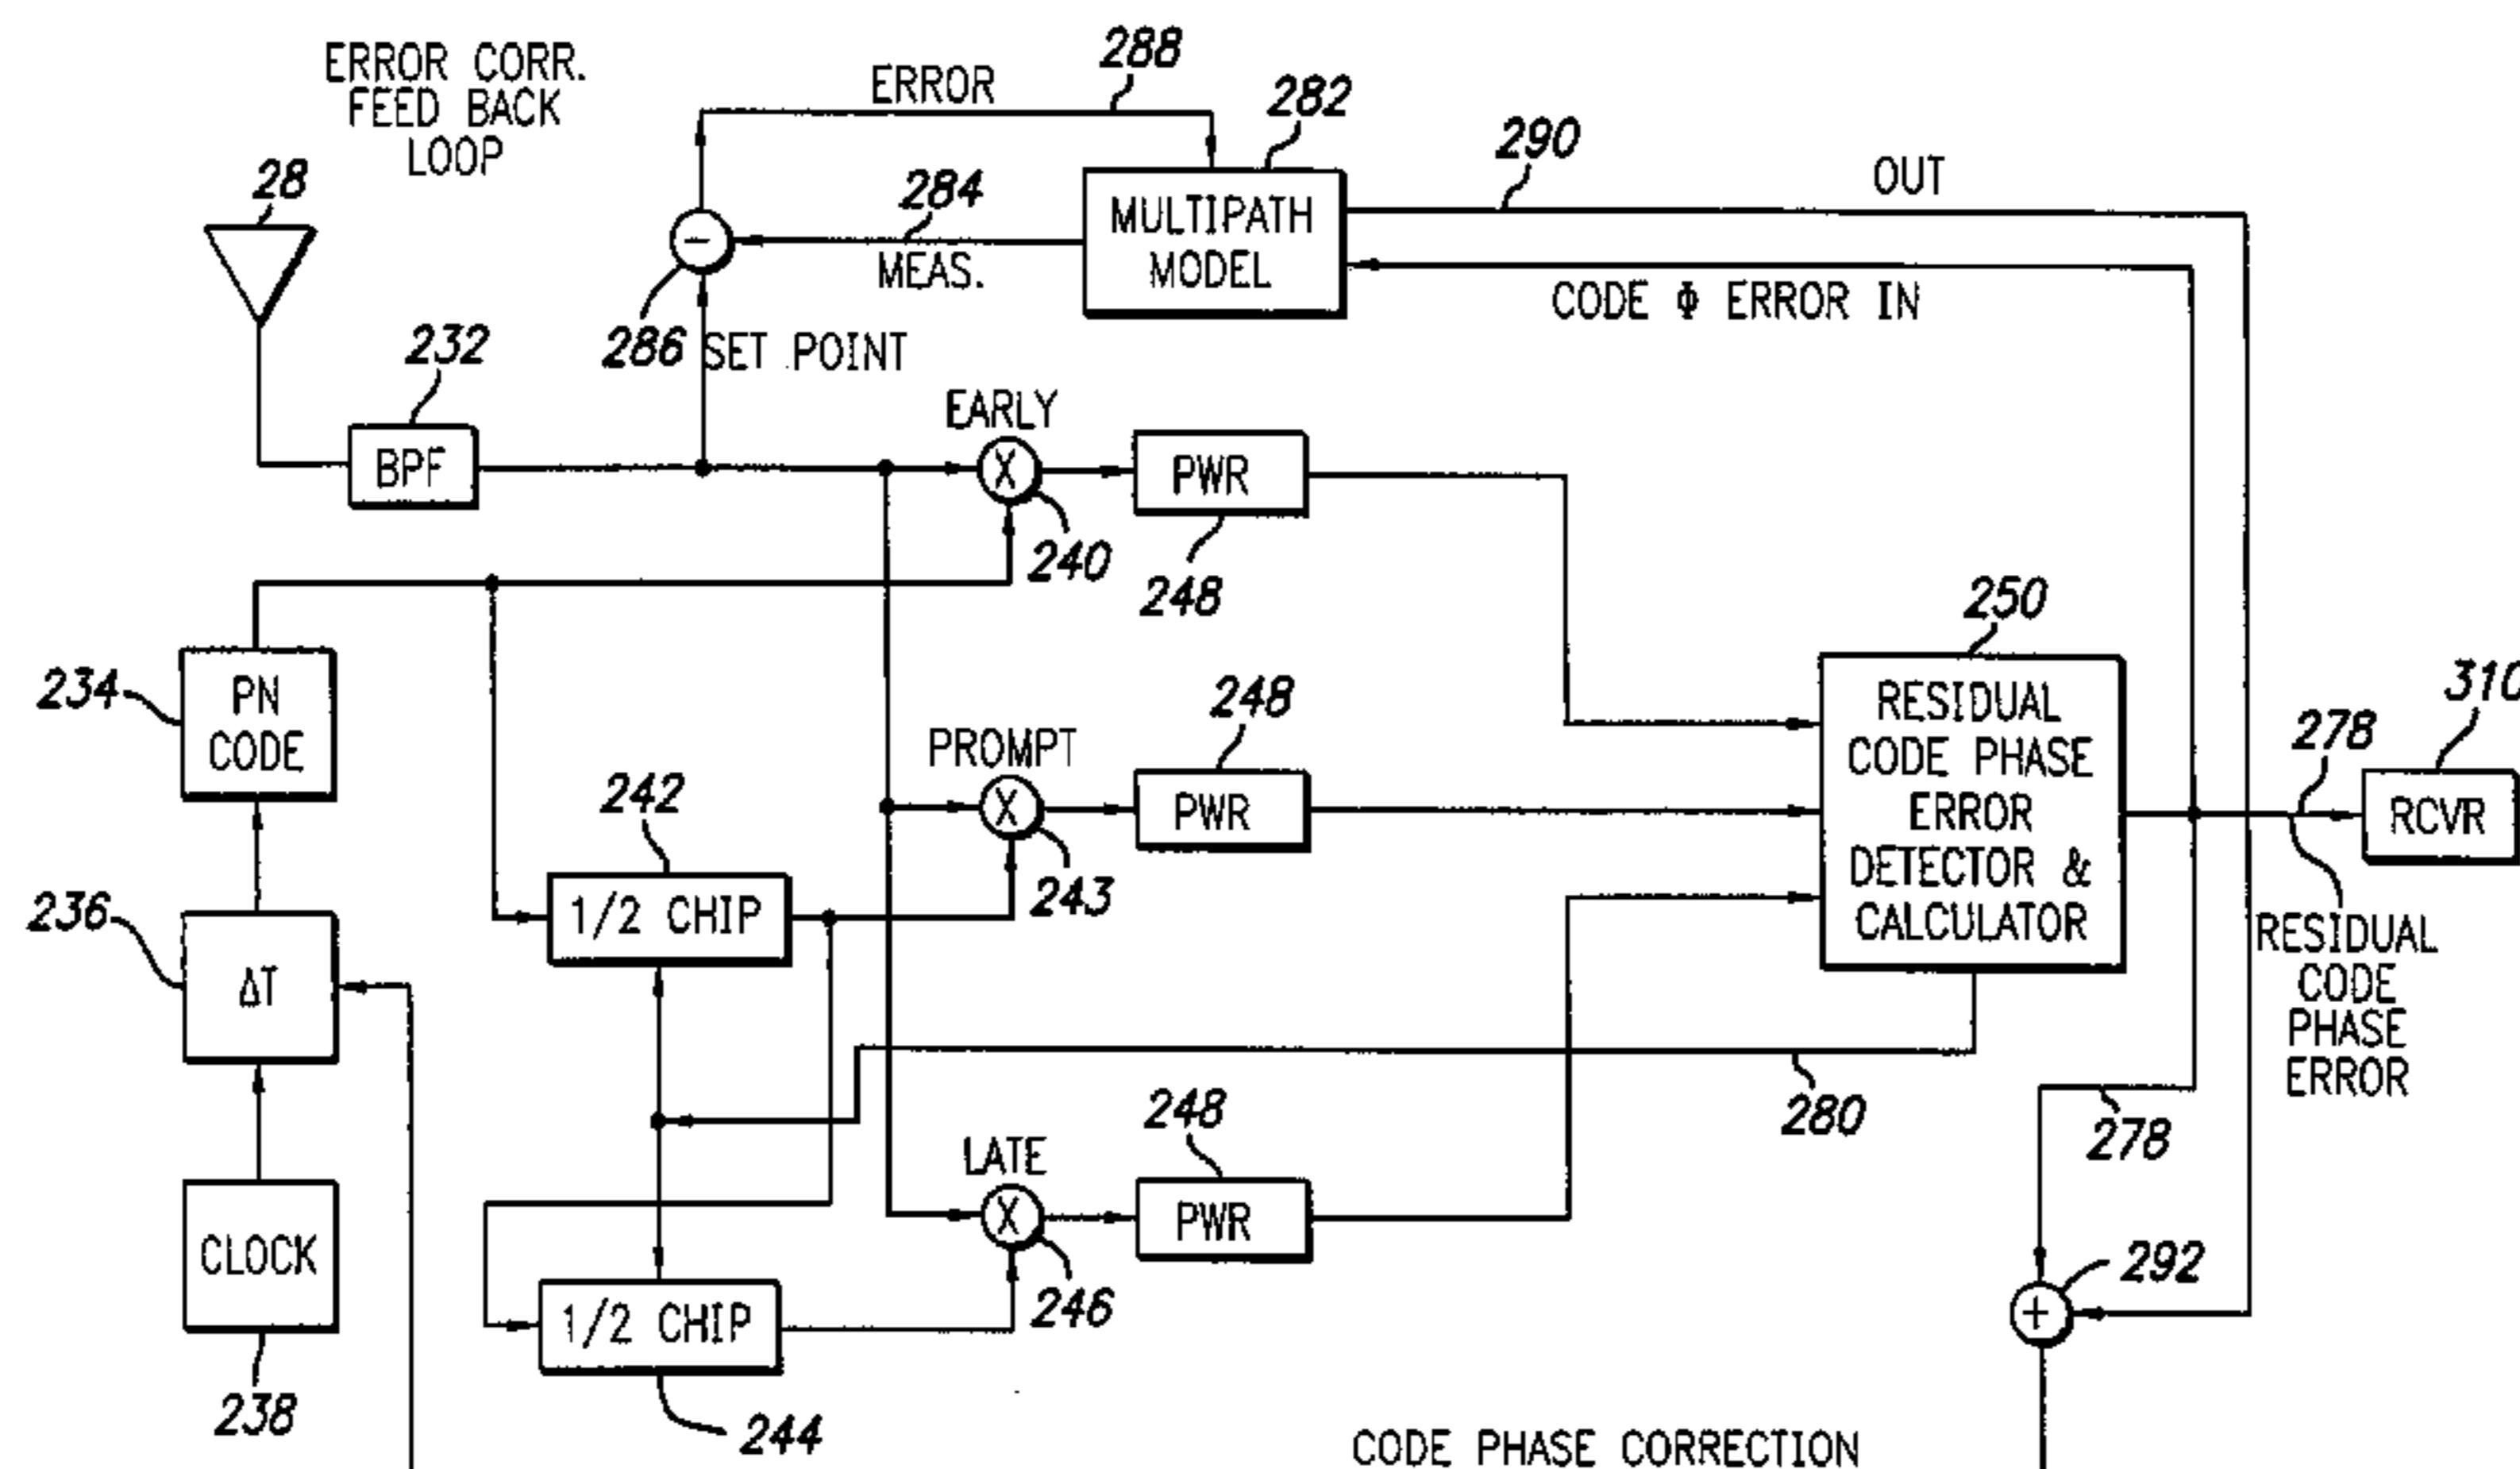 ERROR CORR.
FEED BACK
LOOP
288
ERROR
282
290
OUT
28
284
MULTIPATH
MODEL
-
MEAS.
CODE Φ ERROR IN
286
SET POINT
232
EARLY
BPF
X
PWR
240
248
250
234
PN
CODE
RESIDUAL
CODE PHASE
ERROR
DETECTOR &
CALCULATOR
310
278
RCVR
248
PROMPT
242
X
PWR
243
1/2 CHIP
236
ΔT
RESIDUAL
CODE
PHASE
ERROR
280
278
248
LATE
X
PWR
CLOCK
246
292
+
1/2 CHIP
238
244
CODE PHASE CORRECTION